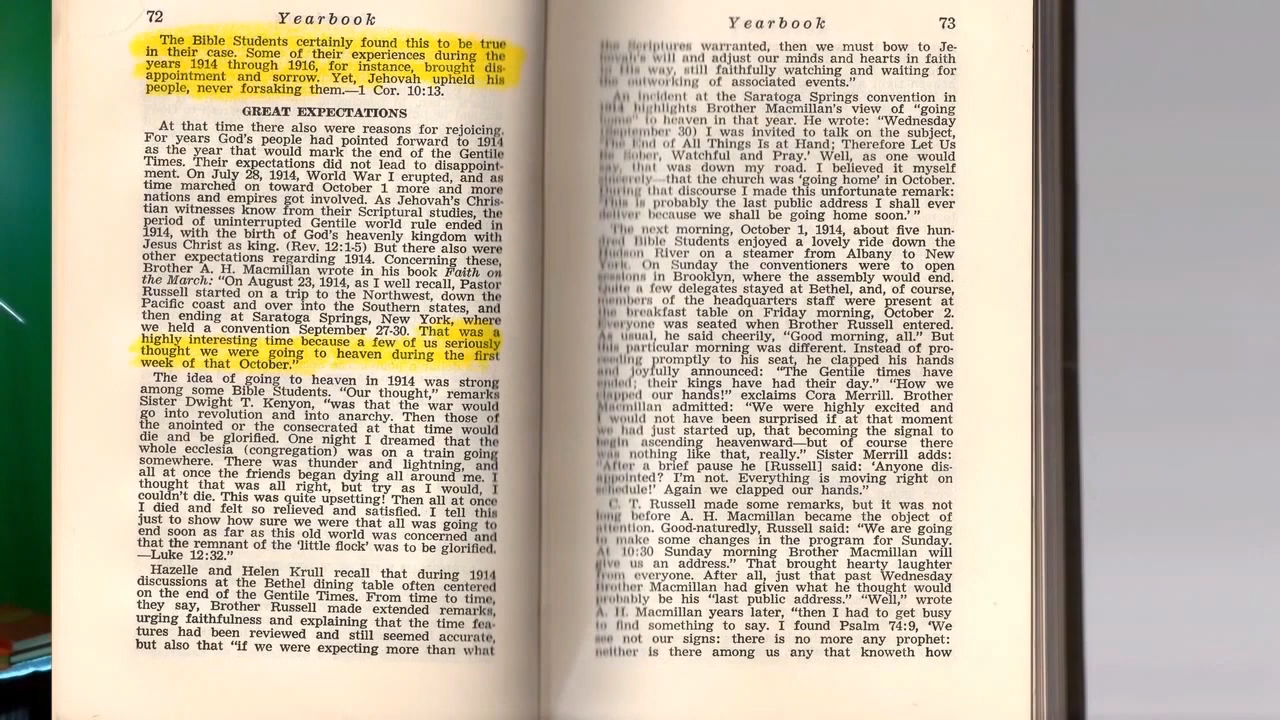 72 Yearbook
The Bible Students certainly found this to be true
in their case. Some of their experiences during the
years 1914 through 1916, for instance, brought dis-
appointment and sorrow. Yet, Jehovah upheld his
people, never forsaking them.—1 Cor. 10:13.
GREAT EXPECTATIONS
At that time there also were reasons for rejoicing.
For years God's people had pointed forward to 1914
as the year that would mark the end of the Gentile
Times. Their expectations did not lead to disappoint-
ment. On July 28, 1914, World War I erupted, and as
time marched on toward October 1 more and more
nations and empires got involved. As Jehovah's Chris-
tian witnesses know from their Scriptural studies, the
period of uninterrupted Gentile world rule ended in
1914, with the birth of God's heavenly kingdom with
Jesus Christ as king. (Rev. 12:1-5) But there also were
other expectations regarding 1914. Concerning these,
Brother A. H. Macmillan wrote in his book Faith on
the March: "On August 23, 1914, as I well recall, Pastor
Russell started on a trip to the Northwest, down the
Pacific coast and over into the Southern states, and
then ending at Saratoga Springs, New York, where
we held a convention September 27-30. That was a
highly interesting time because a few of us seriously
thought we were going to heaven during the first
week of that October."
The idea of going to heaven in 1914 was strong
among some Bible Students. "Our thought," remarks
Sister Dwight T. Kenyon, "was that the war would
go into revolution and into anarchy. Then those of
the anointed or the consecrated at that time would
die and be glorified. One night I dreamed that the
whole ecclesia (congregation) was on a train going
somewhere. There was thunder and lightning, and
all at once the friends began dying all around me. I
thought that was all right, but try as I would, I
couldn't die. This was quite upsetting! Then all at once
I died and felt so relieved and satisfied. I tell this
just to show how sure we were that all was going to
end soon as far as this old world was concerned and
that the remnant of the 'little flock' was to be glorified.
—Luke 12:32."
Hazelle and Helen Krull recall that during 1914
discussions at the Bethel dining table often centered
on the end of the Gentile Times. From time to time,
they say, Brother Russell made extended remarks,
urging faithfulness and explaining that the time fea-
tures had been reviewed and still seemed accurate,
but also that "if we were expecting more than what
Yearbook 73
the Scriptures warranted, then we must bow to Je-
hovah's will and adjust our minds and hearts in faith
to His way, still faithfully watching and waiting for
the outworking of associated events."
An incident at the Saratoga Springs convention in
1914 highlights Brother Macmillan's view of "going
home" to heaven in that year. He wrote: "Wednesday
(September 30) I was invited to talk on the subject,
'The End of All Things Is at Hand; Therefore Let Us
Be Sober, Watchful and Pray.' Well, as one would
say, that was down my road. I believed it myself
sincerely—that the church was 'going home' in October.
During that discourse I made this unfortunate remark:
'This is probably the last public address I shall ever
deliver because we shall be going home soon.'"
The next morning, October 1, 1914, about five hun-
dred Bible Students enjoyed a lovely ride down the
Hudson River on a steamer from Albany to New
York. On Sunday the conventioners were to open
sessions in Brooklyn, where the assembly would end.
Quite a few delegates stayed at Bethel, and, of course,
members of the headquarters staff were present at
the breakfast table on Friday morning, October 2.
Everyone was seated when Brother Russell entered.
As usual, he said cheerily, "Good morning, all." But
this particular morning was different. Instead of pro-
ceeding promptly to his seat, he clapped his hands
and joyfully announced: "The Gentile times have
ended; their kings have had their day." "How we
clapped our hands!" exclaims Cora Merrill. Brother
Macmillan admitted: "We were highly excited and
I would not have been surprised if at that moment
we had just started up, that becoming the signal to
begin ascending heavenward—but of course there
was nothing like that, really." Sister Merrill adds:
"After a brief pause he [Russell] said: 'Anyone dis-
appointed? I'm not. Everything is moving right on
schedule!' Again we clapped our hands."
C. T. Russell made some remarks, but it was not
long before A. H. Macmillan became the object of
attention. Good-naturedly, Russell said: "We are going
to make some changes in the program for Sunday.
At 10:30 Sunday morning Brother Macmillan will
give us an address." That brought hearty laughter
from everyone. After all, just that past Wednesday
Brother Macmillan had given what he thought would
probably be his "last public address." "Well," wrote
A. H. Macmillan years later, "then I had to get busy
to find something to say. I found Psalm 74:9, 'We
see not our signs: there is no more any prophet:
neither is there among us any that knoweth how